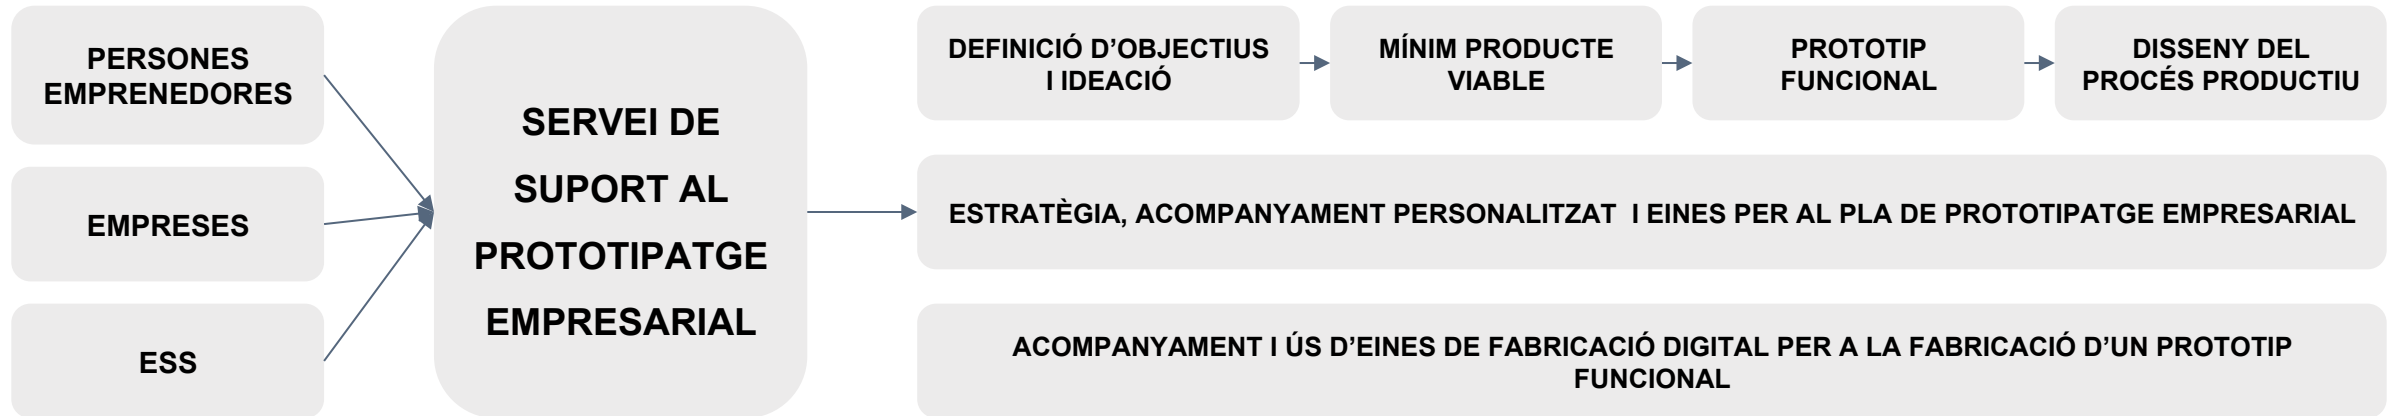 PERSONES
EMPRENEDORES
EMPRESES
ESS
SERVEI DE
SUPORT AL
PROTOTIPATGE
EMPRESARIAL
DEFINICIÓ D’OBJECTIUS
I IDEACIÓ
MÍNIM PRODUCTE
VIABLE
PROTOTIP
FUNCIONAL
DISSENY DEL
PROCÉS PRODUCTIU
ESTRATÈGIA, ACOMPANYAMENT PERSONALITZAT I EINES PER AL PLA DE PROTOTIPATGE EMPRESARIAL
ACOMPANYAMENT I ÚS D’EINES DE FABRICACIÓ DIGITAL PER A LA FABRICACIÓ D’UN PROTOTIP
FUNCIONAL